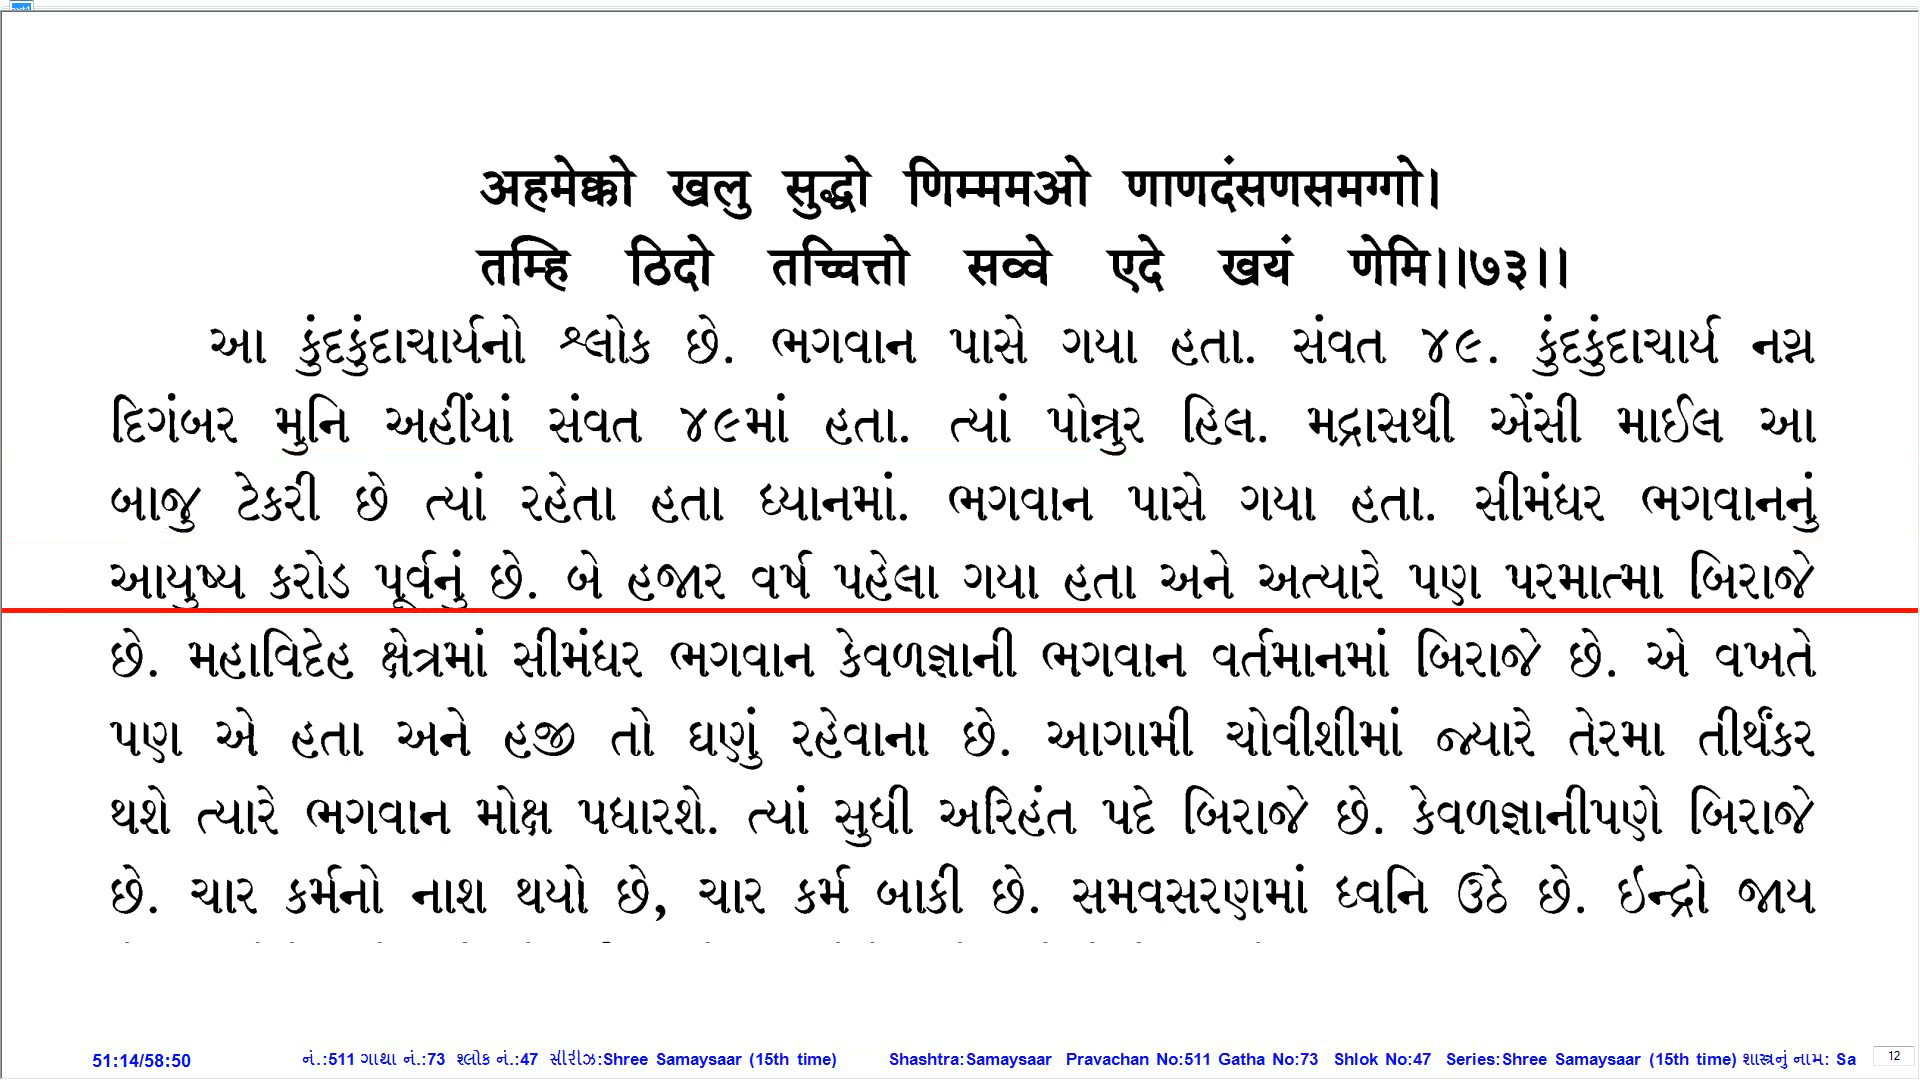 अहमेक्को खलु सुद्धो णिम्ममओ णाणदंसणसमग्गो।
तम्हि ठिदो तच्चित्तो सव्वे एदे खयं णेमि।।७३।।
આ કુંદકુંદાચાર્યનો શ્લોક છે. ભગવાન પાસે ગયા હતા. સંવત ૪૯. કુંદકુંદાચાર્ય નગ્ન
દિગંબર મુનિ અહીંયાં સંવત ૪૯માં હતા. ત્યાં પોન્નુર હિલ. મદ્રાસથી એંસી માઈલ આ
બાજુ ટેકરી છે ત્યાં રહેતા હતા ધ્યાનમાં. ભગવાન પાસે ગયા હતા. સીમંધર ભગવાનનું
આયુષ્ય કરોડ પૂર્વનું છે. બે હજાર વર્ષ પહેલા ગયા હતા અને અત્યારે પણ પરમાત્મા બિરાજે
છે. મહાવિદેહ ક્ષેત્રમાં સીમંધર ભગવાન કેવળજ્ઞાની ભગવાન વર્તમાનમાં બિરાજે છે. એ વખતે
પણ એ હતા અને હજી તો ઘણું રહેવાના છે. આગામી ચોવીશીમાં જ્યારે તેરમા તીર્થંકર
થશે ત્યારે ભગવાન મોક્ષ પધારશે. ત્યાં સુધી અરિહંત પદે બિરાજે છે. કેવળજ્ઞાનીપણે બિરાજે
છે. ચાર કર્મનો નાશ થયો છે, ચાર કર્મ બાકી છે. સમવસરણમાં ધ્વનિ ઉઠે છે. ઈન્દ્રો જાય
51:14/58:50 નં.:511 ગાથા નં.:73 શ્લોક નં.:47 સીરીઝ:Shree Samaysaar (15th time) Shashtra:Samaysaar Pravachan No:511 Gatha No:73 Shlok No:47 Series:Shree Samaysaar (15th time) શાસ્ત્રનું નામ: Sa 12